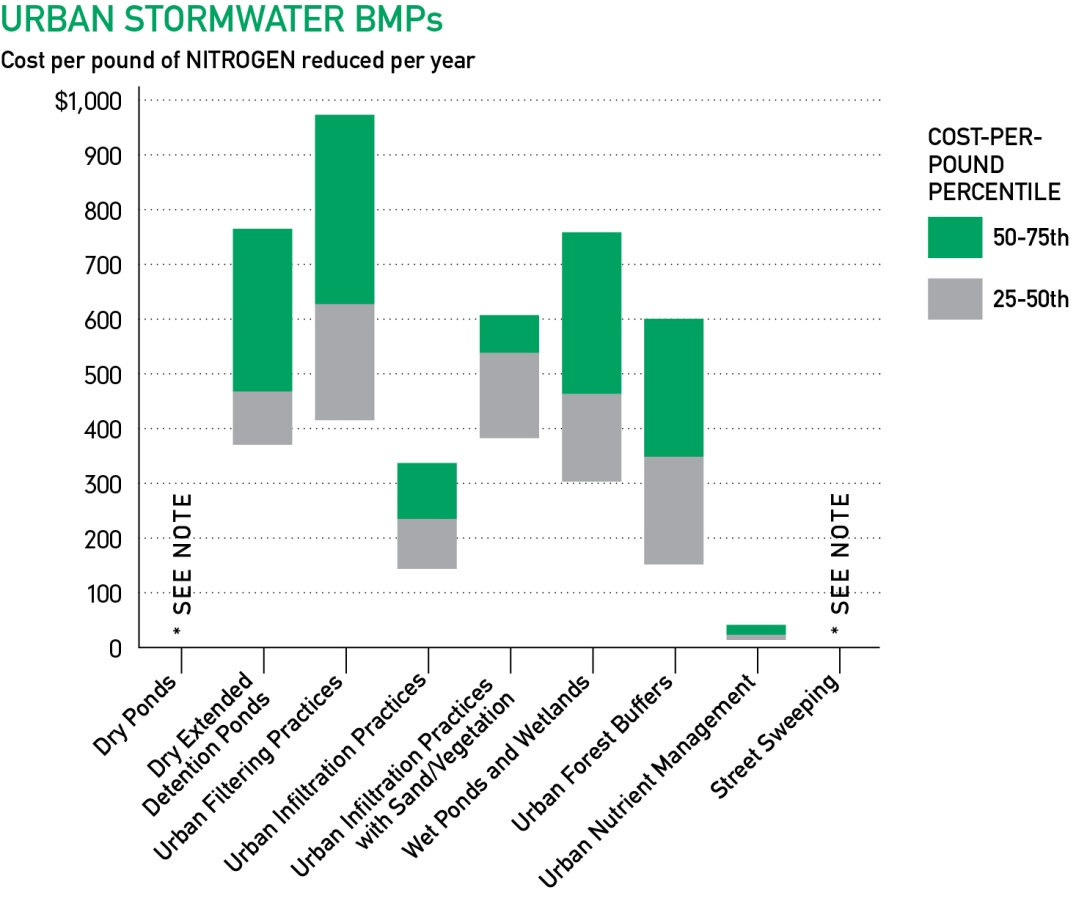 URBAN STORMWATER BMPs
Cost per pound of NITROGEN reduced per year
$1,000
900
800
700
600
500
400
300
200
100
0
* SEE NOTE
* SEE NOTE
Dry Ponds
Dry Extended
Detention Ponds
Urban Filtering Practices
Urban Infiltration Practices
Urban Infiltration Practices
with Sand/Vegetation
Wet Ponds and Wetlands
Urban Forest Buffers
Urban Nutrient Management
Street Sweeping
COST-PER-
POUND
PERCENTILE
50-75th
25-50th